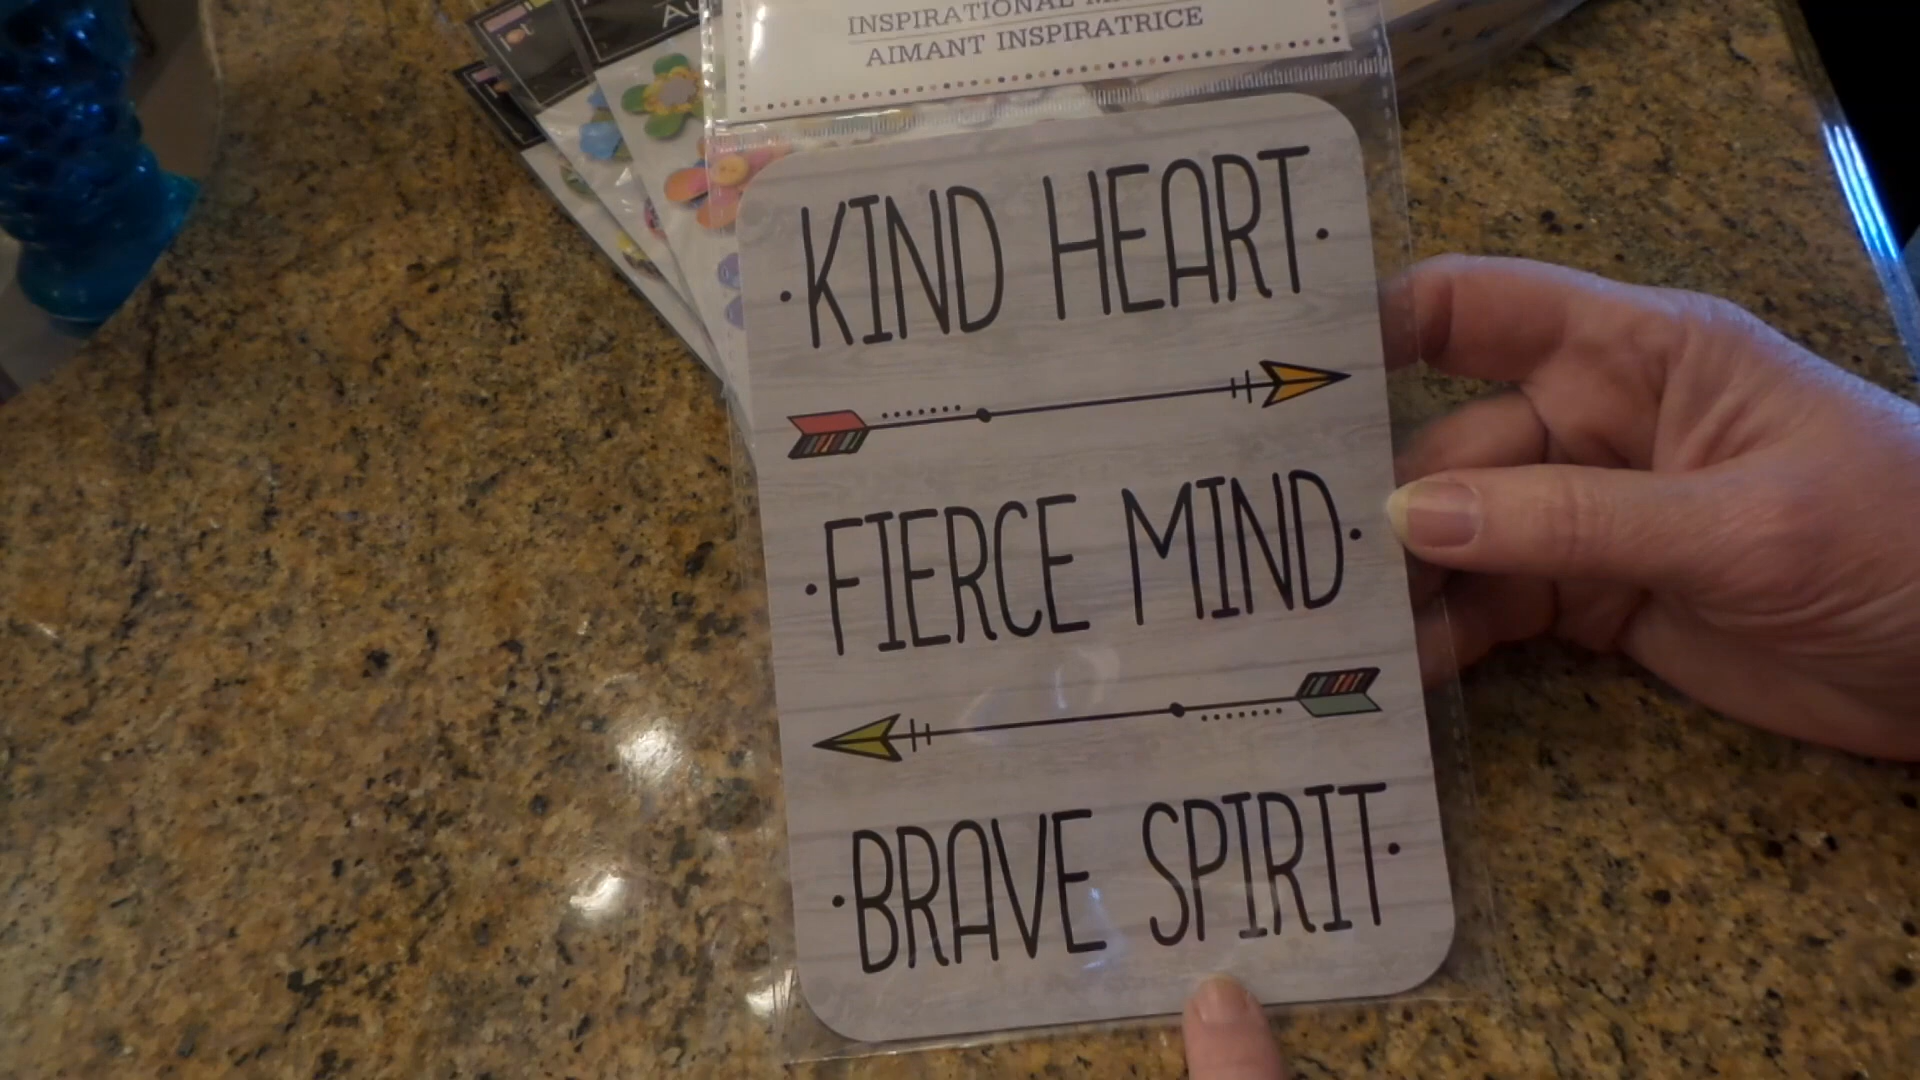 INSPIRATIONAL
AIMANT INSPIRATRICE
·KIND HEART·
·FIERCE MIND·
·BRAVE SPIRIT·